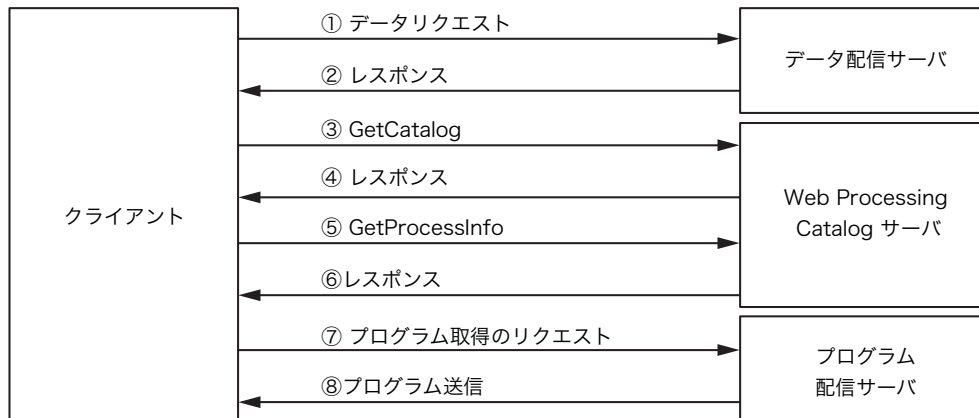 ① データリクエスト
データ配信サーバ
② レスポンス
③ GetCatalog
④ レスポンス
クライアント
Web Processing
Catalog サーバ
⑤ GetProcessInfo
⑥レスポンス
⑦ プログラム取得のリクエスト
プログラム
配信サーバ
⑧プログラム送信